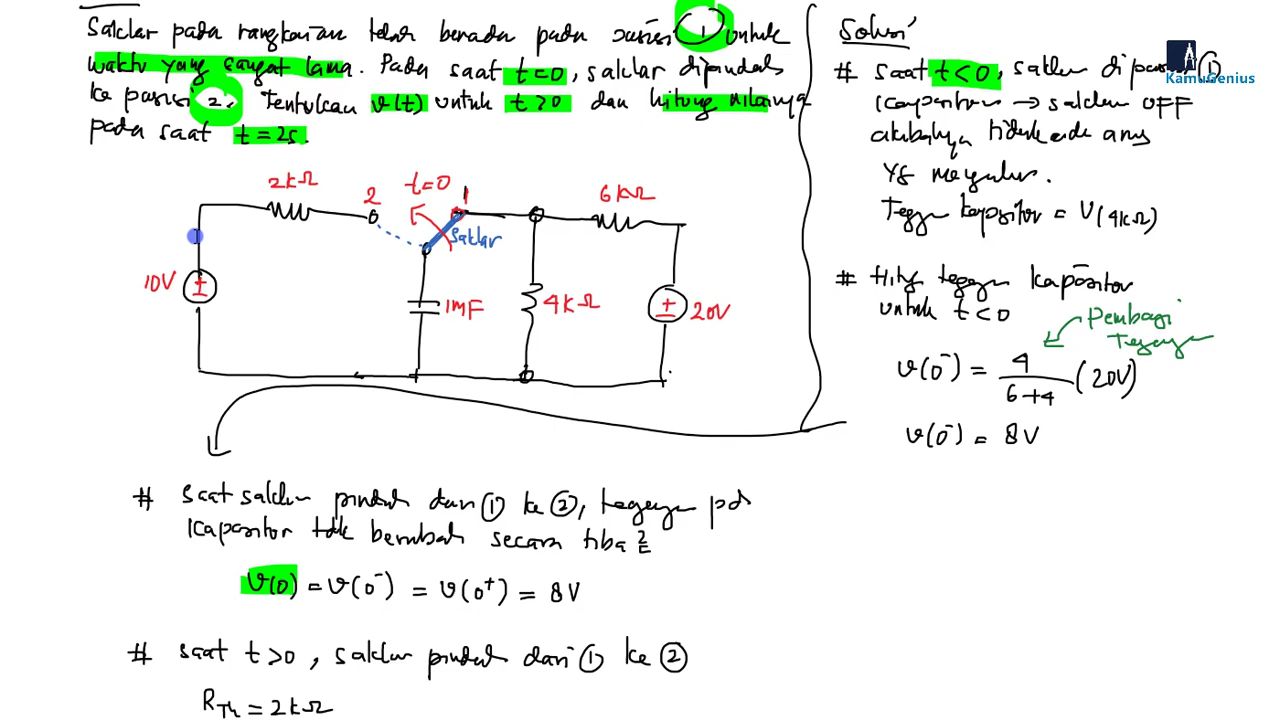 Saklar pada rangkaian telah berada pada posisi 1 untuk
waktu yang sangat lama. Pada saat t=0, saklar dipindah
ke posisi 2. Tentukan v(t) untuk t>0 dan hitung nilainya
pada saat t=2s.
2kΩ
2
t=0
1
6kΩ
Saklar
10V
±
1mF
4kΩ
±
20V
Solusi
KamuGenius
# saat t<0, saklar di posisi ①
Kapasitor → saklar OFF
akibatnya tidak ada arus
yg mengalir.
Tegangan kapasitor = V(4kΩ)
# Hitung tegangan kapasitor
untuk t<0
Pembagi
Tegangan
v(0⁻) = 4/(6+4) (20V)
v(0⁻) = 8V
# saat saklar pindah dari ① ke ②, tegangan pd
kapasitor tdk berubah secara tiba2
v(0) = v(0⁻) = v(0⁺) = 8V
# saat t>0, saklar pindah dari ① ke ②
R_Th = 2kΩ